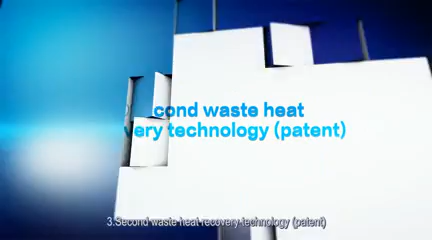 cond waste heat
very technology (patent)
3.Second waste heat recovery technology (patent)